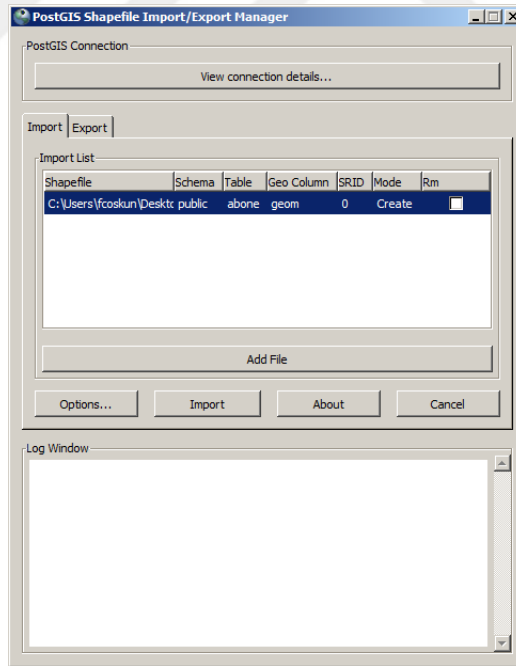 PostGIS Shapefile Import/Export Manager
PostGIS Connection
View connection details...
Import Export
Import List
Shapefile Schema Table Geo Column SRID Mode Rm
C:\Users\fcoskun\Deskto public abone geom 0 Create
Add File
Options... Import About Cancel
Log Window